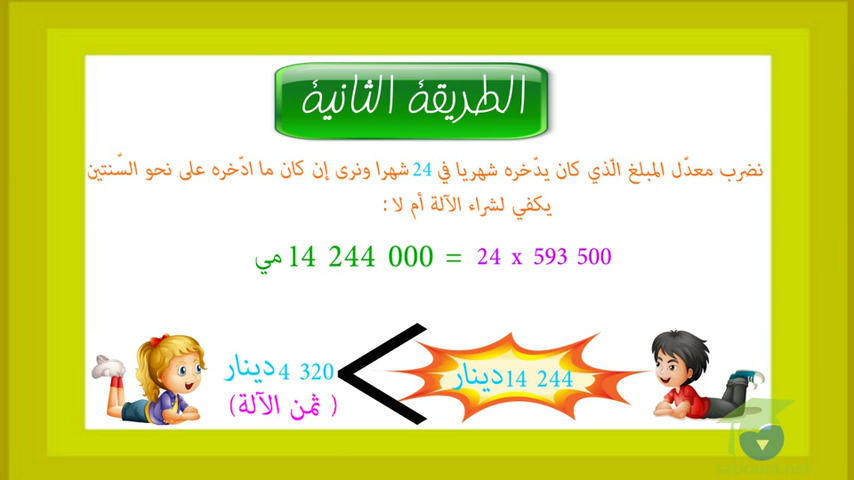 الطريقة الثانية
نضرب معدّل المبلغ الّذي كان يدّخره شهريا في 24 شهرا ونرى إن كان ما ادّخره على نحو السّنتين
يكفي لشراء الآلة أم لا :
24 x 593 500 = 14 244 000 مي
14 244 دينار < 4 320 دينار
( ثمن الآلة)